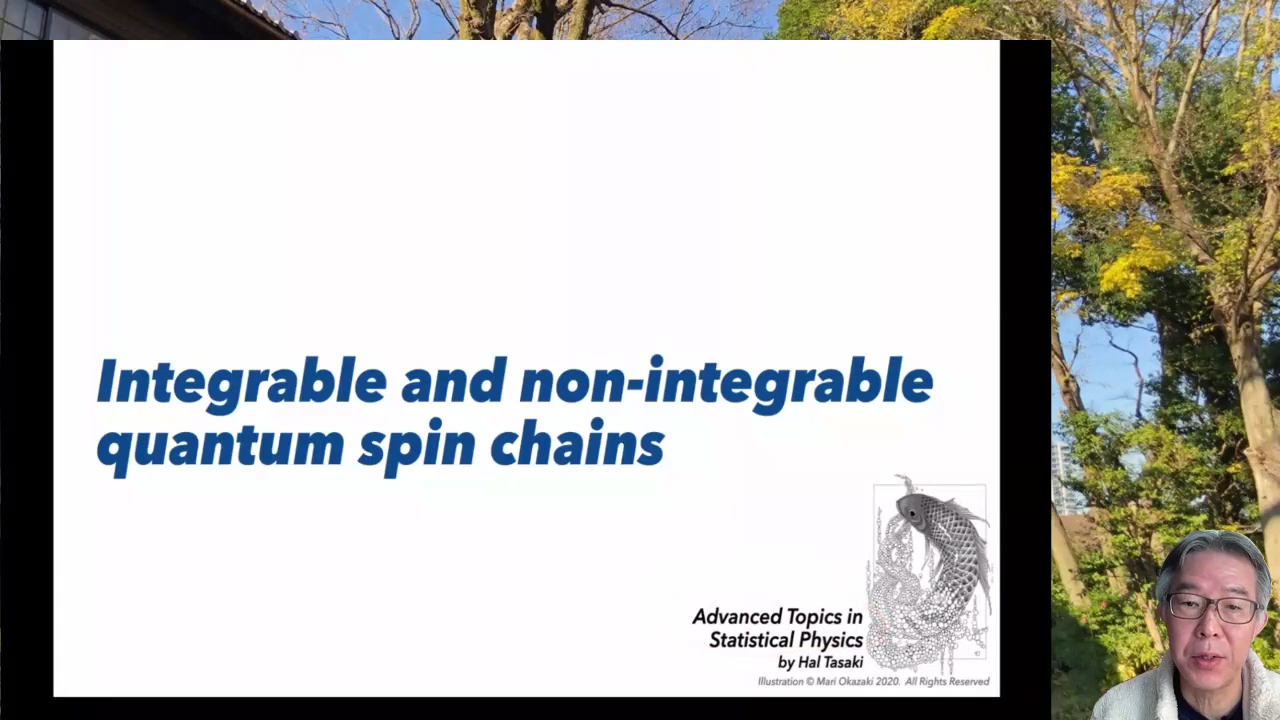 Integrable and non-integrable
quantum spin chains
Advanced Topics in
Statistical Physics
by Hal Tasaki
Illustration © Mari Okazaki 2020. All Rights Reserved